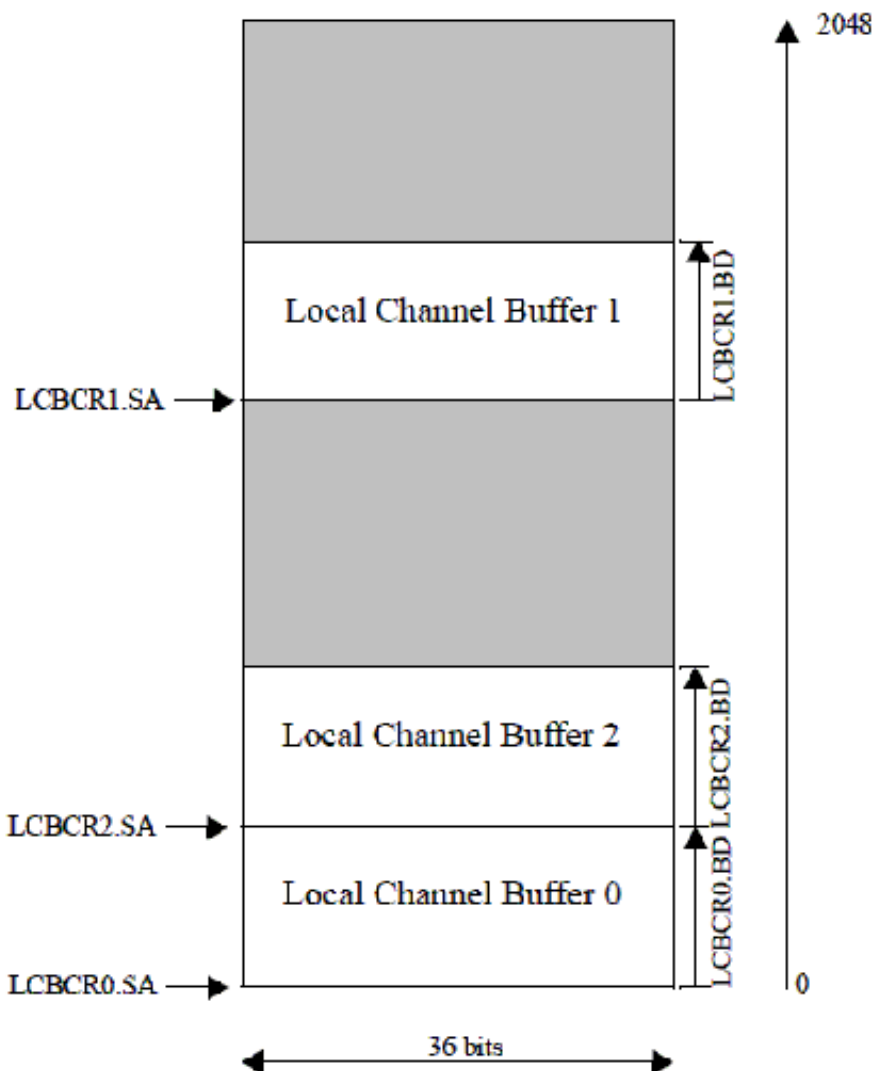 2048
Local Channel Buffer 1
LCBCR1.BD
LCBCR1.SA
Local Channel Buffer 2
LCBCR2.BD
LCBCR2.SA
Local Channel Buffer 0
LCBCR0.BD
LCBCR0.SA
0
36 bits